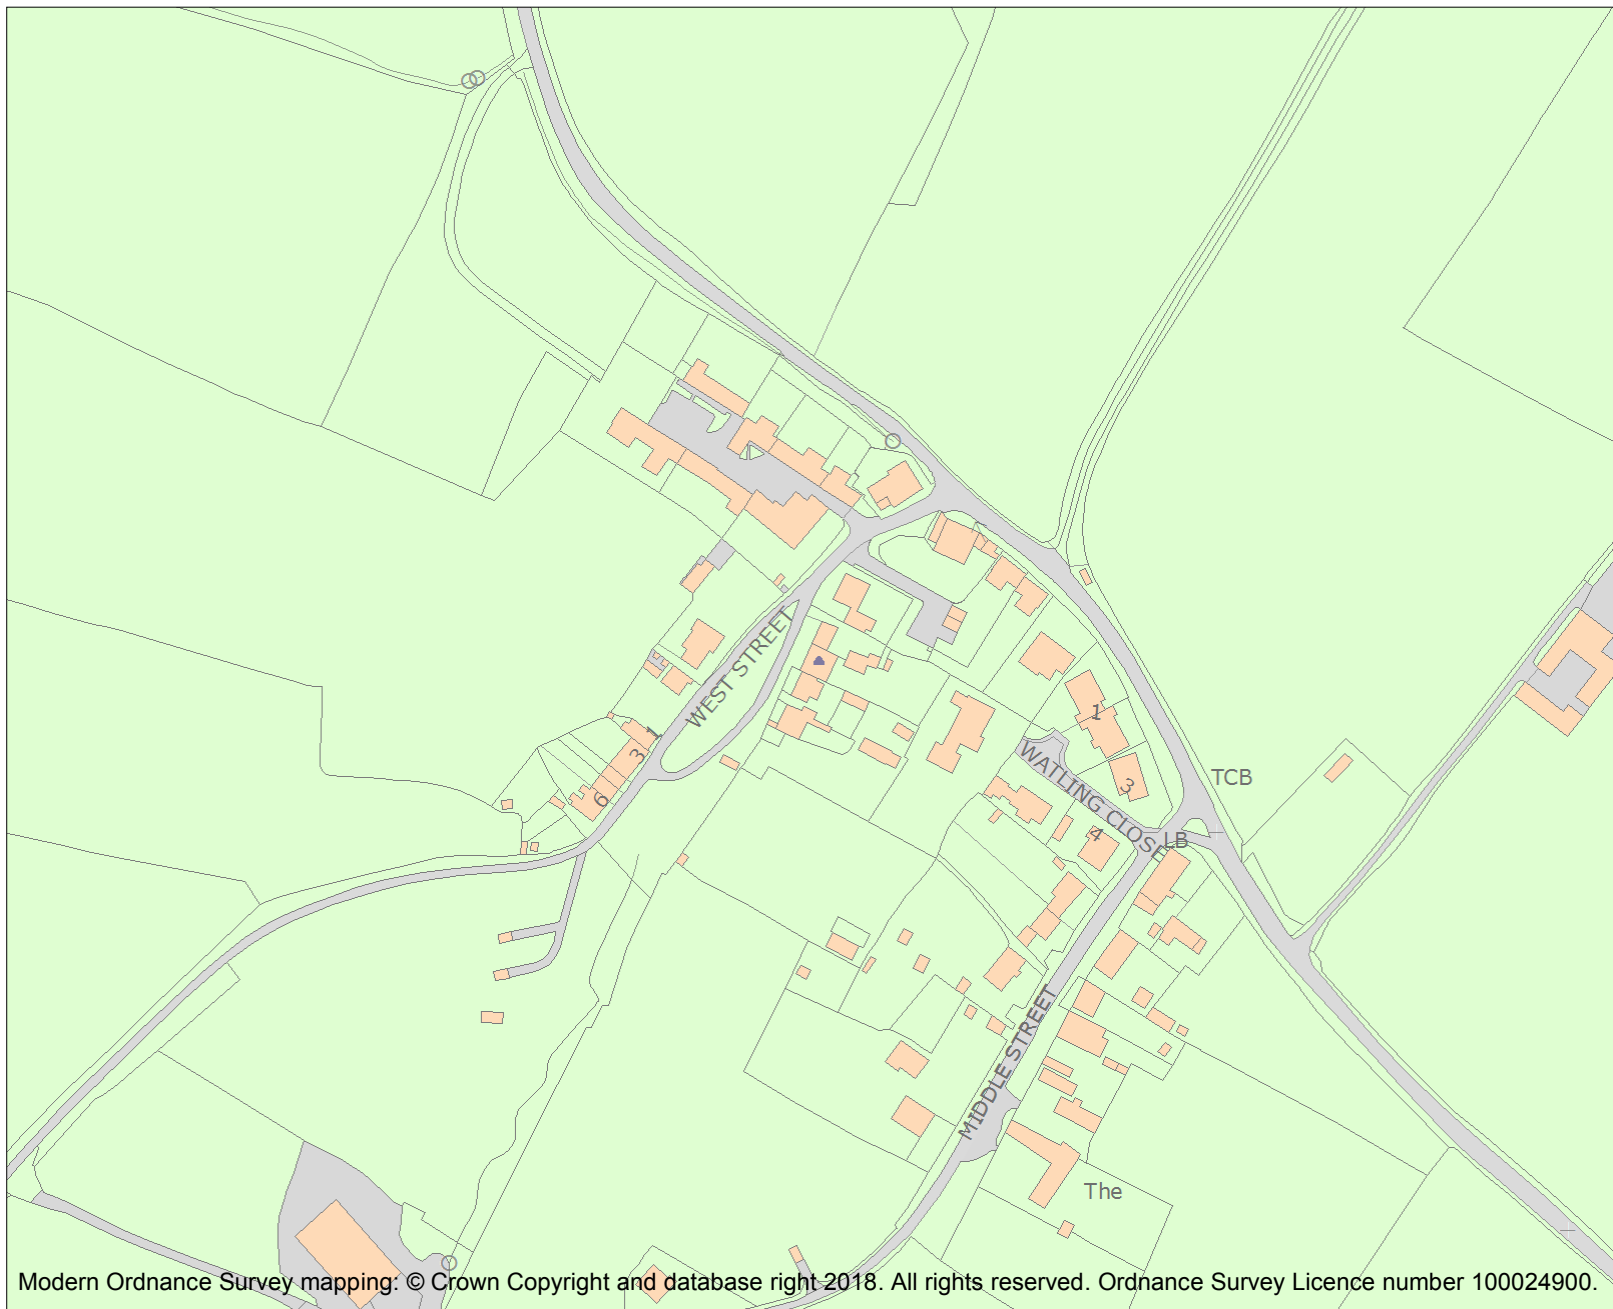 WEST STREET
1
3
6
1
WATLING CLOSE
3
TCB
4
LB
MIDDLE STREET
The
Modern Ordnance Survey mapping: © Crown Copyright and database right 2018. All rights reserved. Ordnance Survey Licence number 100024900.